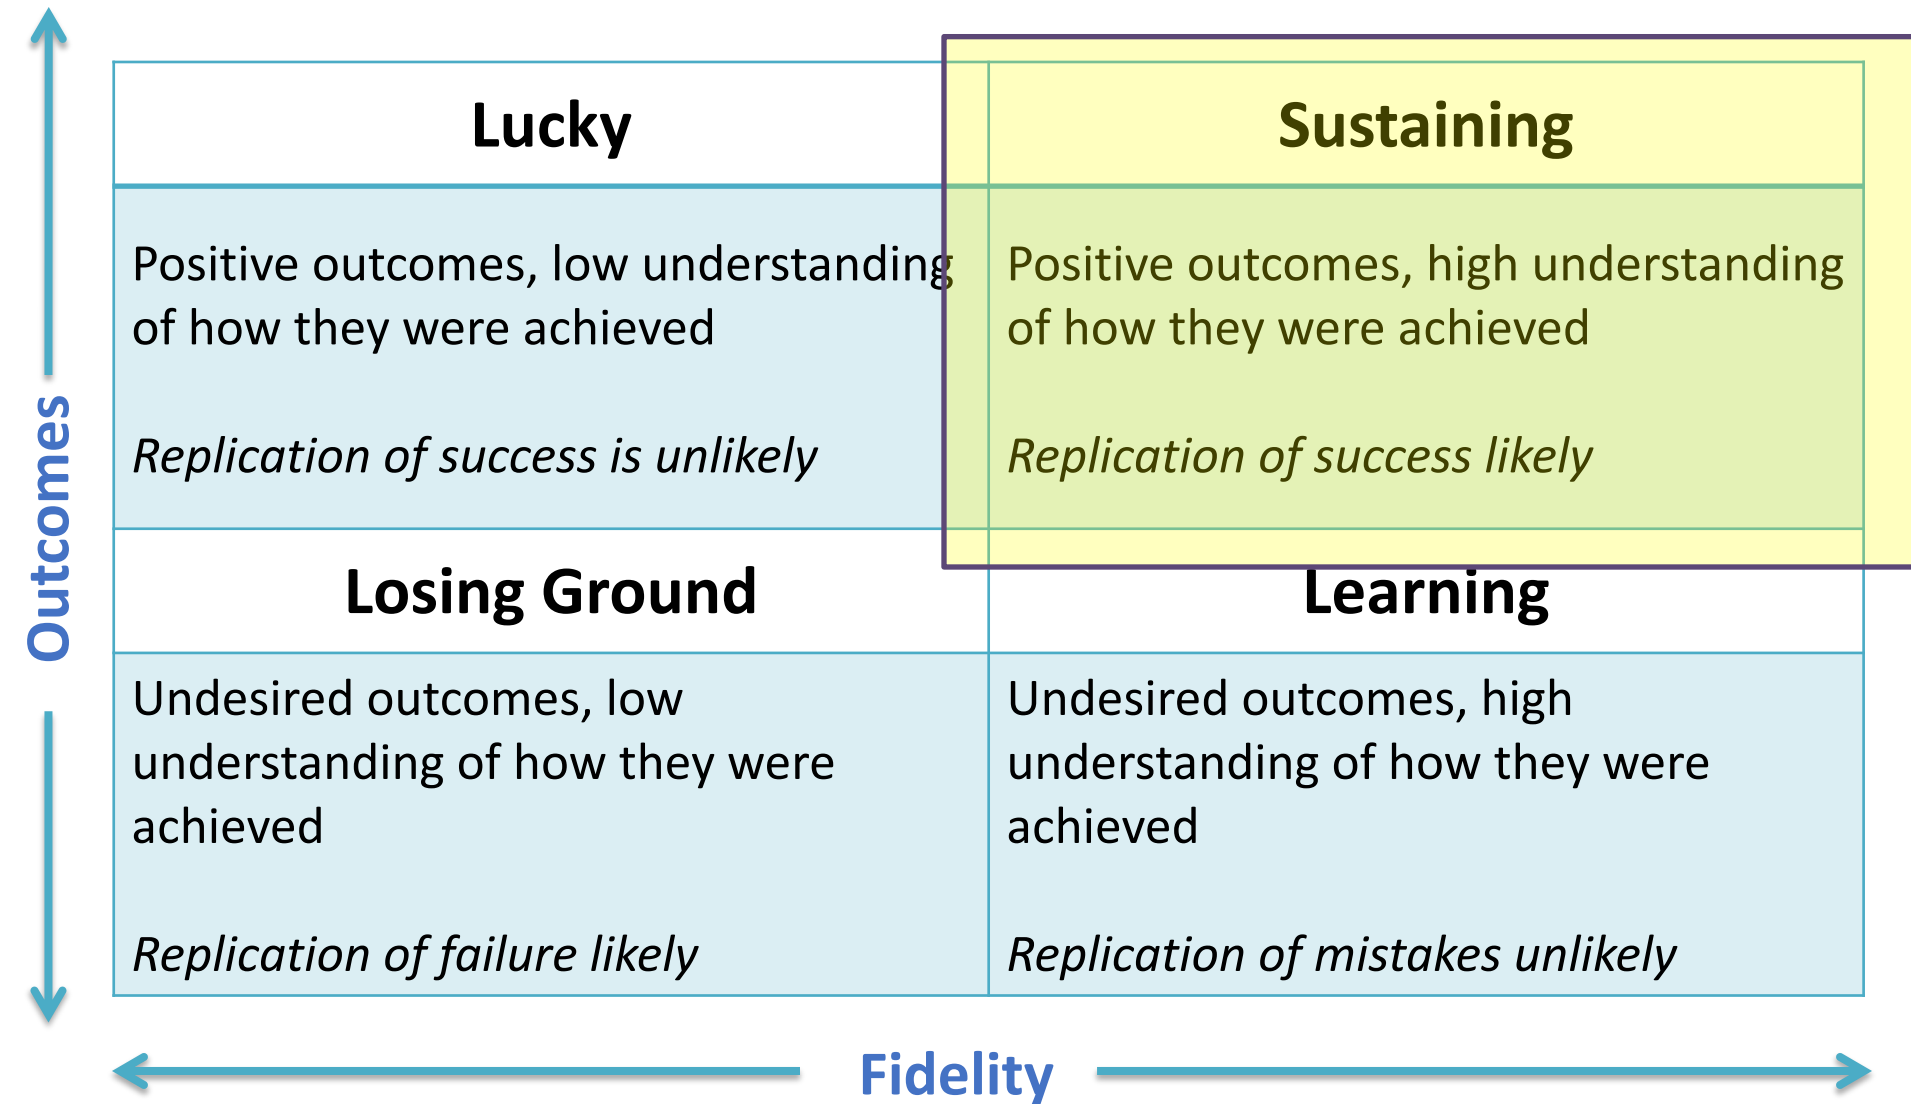 Lucky
Sustaining
Positive outcomes, low understanding
of how they were achieved
Replication of success is unlikely
Positive outcomes, high understanding
of how they were achieved
Replication of success likely
Losing Ground
Learning
Undesired outcomes, low
understanding of how they were
achieved
Replication of failure likely
Undesired outcomes, high
understanding of how they were
achieved
Replication of mistakes unlikely
Outcomes
Fidelity